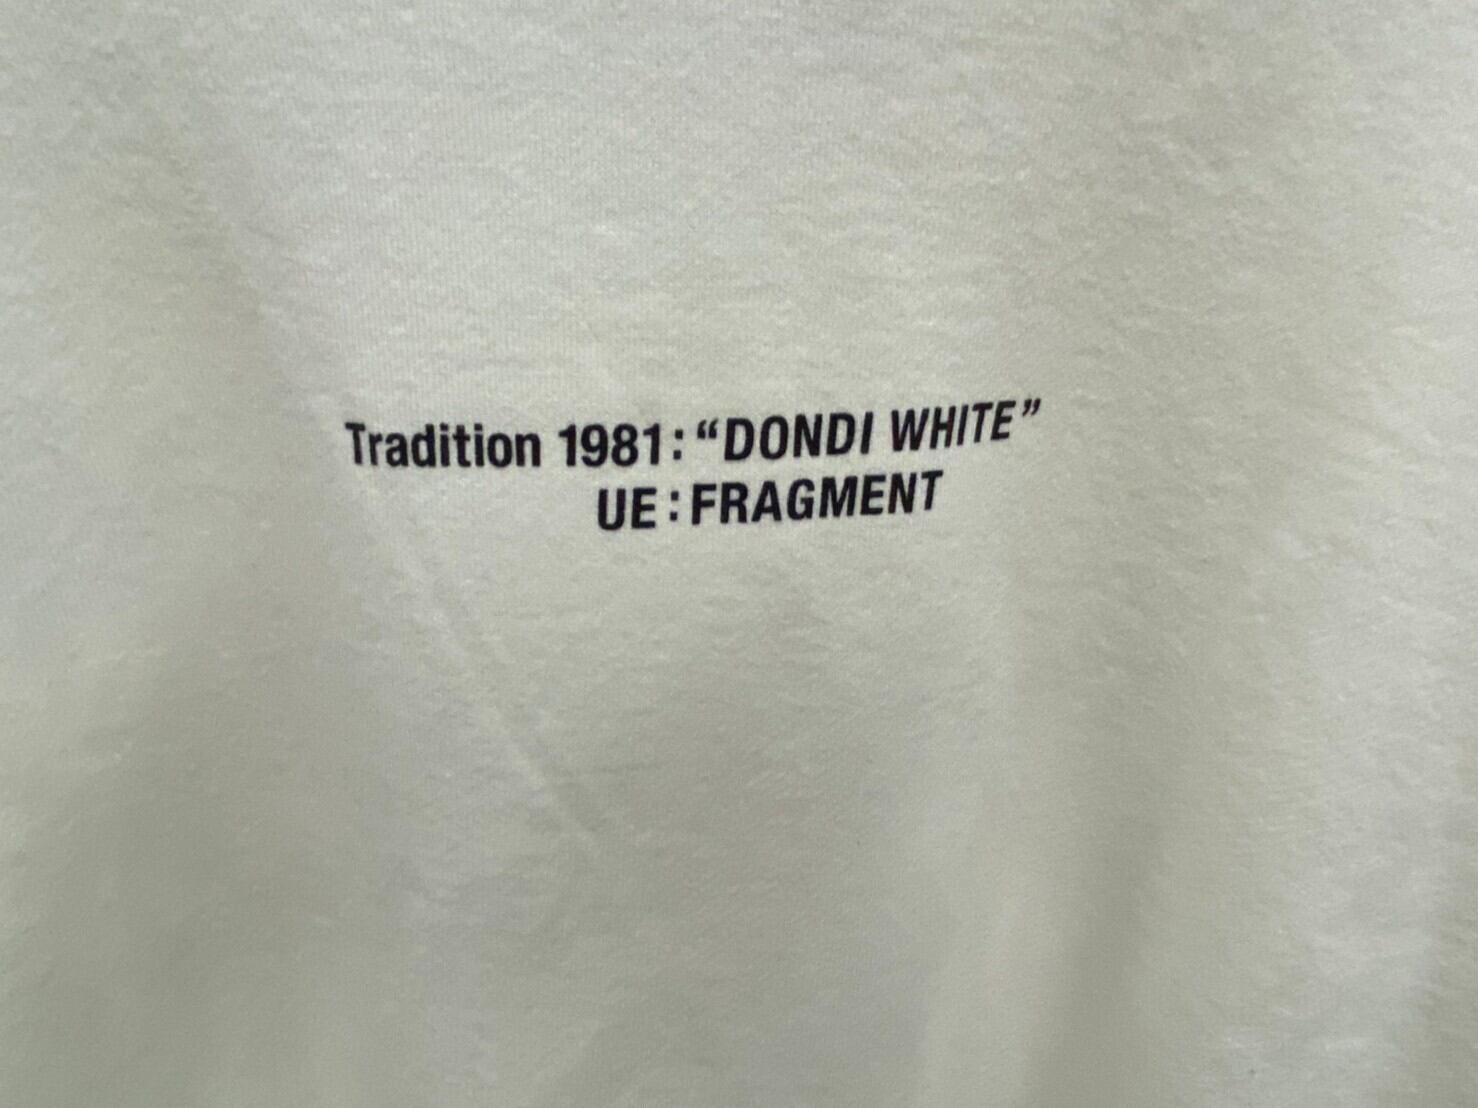 Tradition 1981: “DONDI WHITE”
UE: FRAGMENT